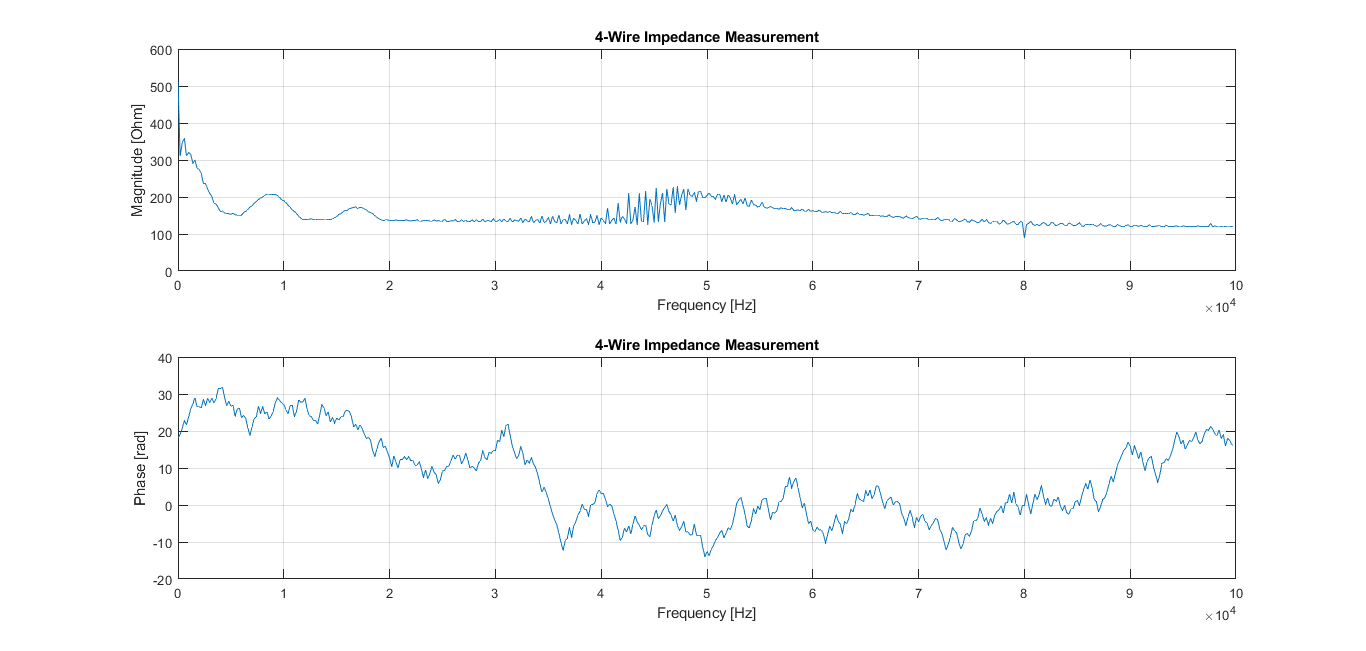 4-Wire Impedance Measurement
600
500
400
300
200
100
0
Magnitude [Ohm]
0 1 2 3 4 5 6 7 8 9 10
Frequency [Hz]
×10^4
4-Wire Impedance Measurement
40
30
20
10
0
-10
-20
Phase [rad]
0 1 2 3 4 5 6 7 8 9 10
Frequency [Hz]
×10^4